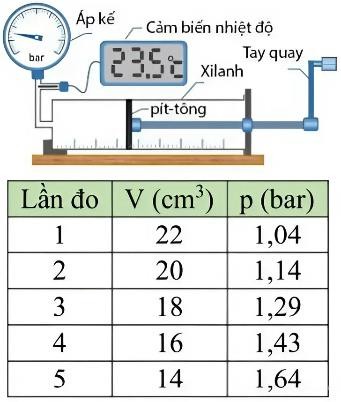 Áp kế
bar
Cảm biến nhiệt độ
23.5°C
Tay quay
Xilanh
pít-tông
Lần đo V (cm³) p (bar)
1 22 1,04
2 20 1,14
3 18 1,29
4 16 1,43
5 14 1,64